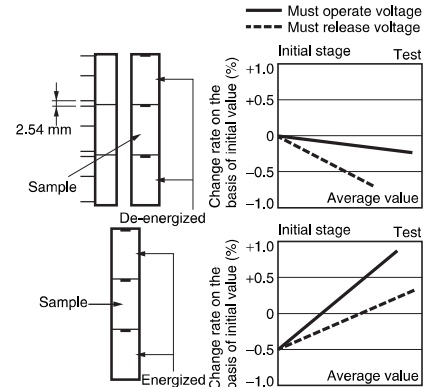 Must operate voltage
Must release voltage
2.54 mm
Sample
De-energized
Initial stage
Test
Change rate on the
basis of initial value (%)
+1.0
+0.5
0
−0.5
−1.0
Average value
Sample
Energized
Initial stage
Test
Change rate on the
basis of initial value (%)
+1.0
+0.5
0
−0.5
−1.0
Average value